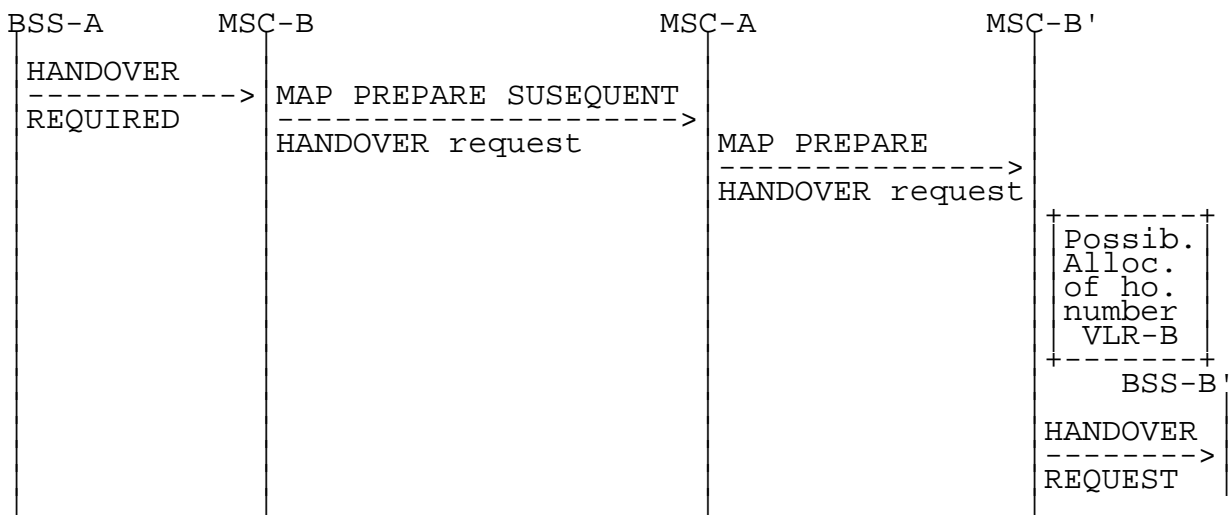 BSS-A MSC-B MSC-A MSC-B'
HANDOVER
REQUIRED
MAP PREPARE SUSEQUENT
HANDOVER request
MAP PREPARE
HANDOVER request
Possib.
Alloc.
of ho.
number
VLR-B
BSS-B'
HANDOVER
REQUEST